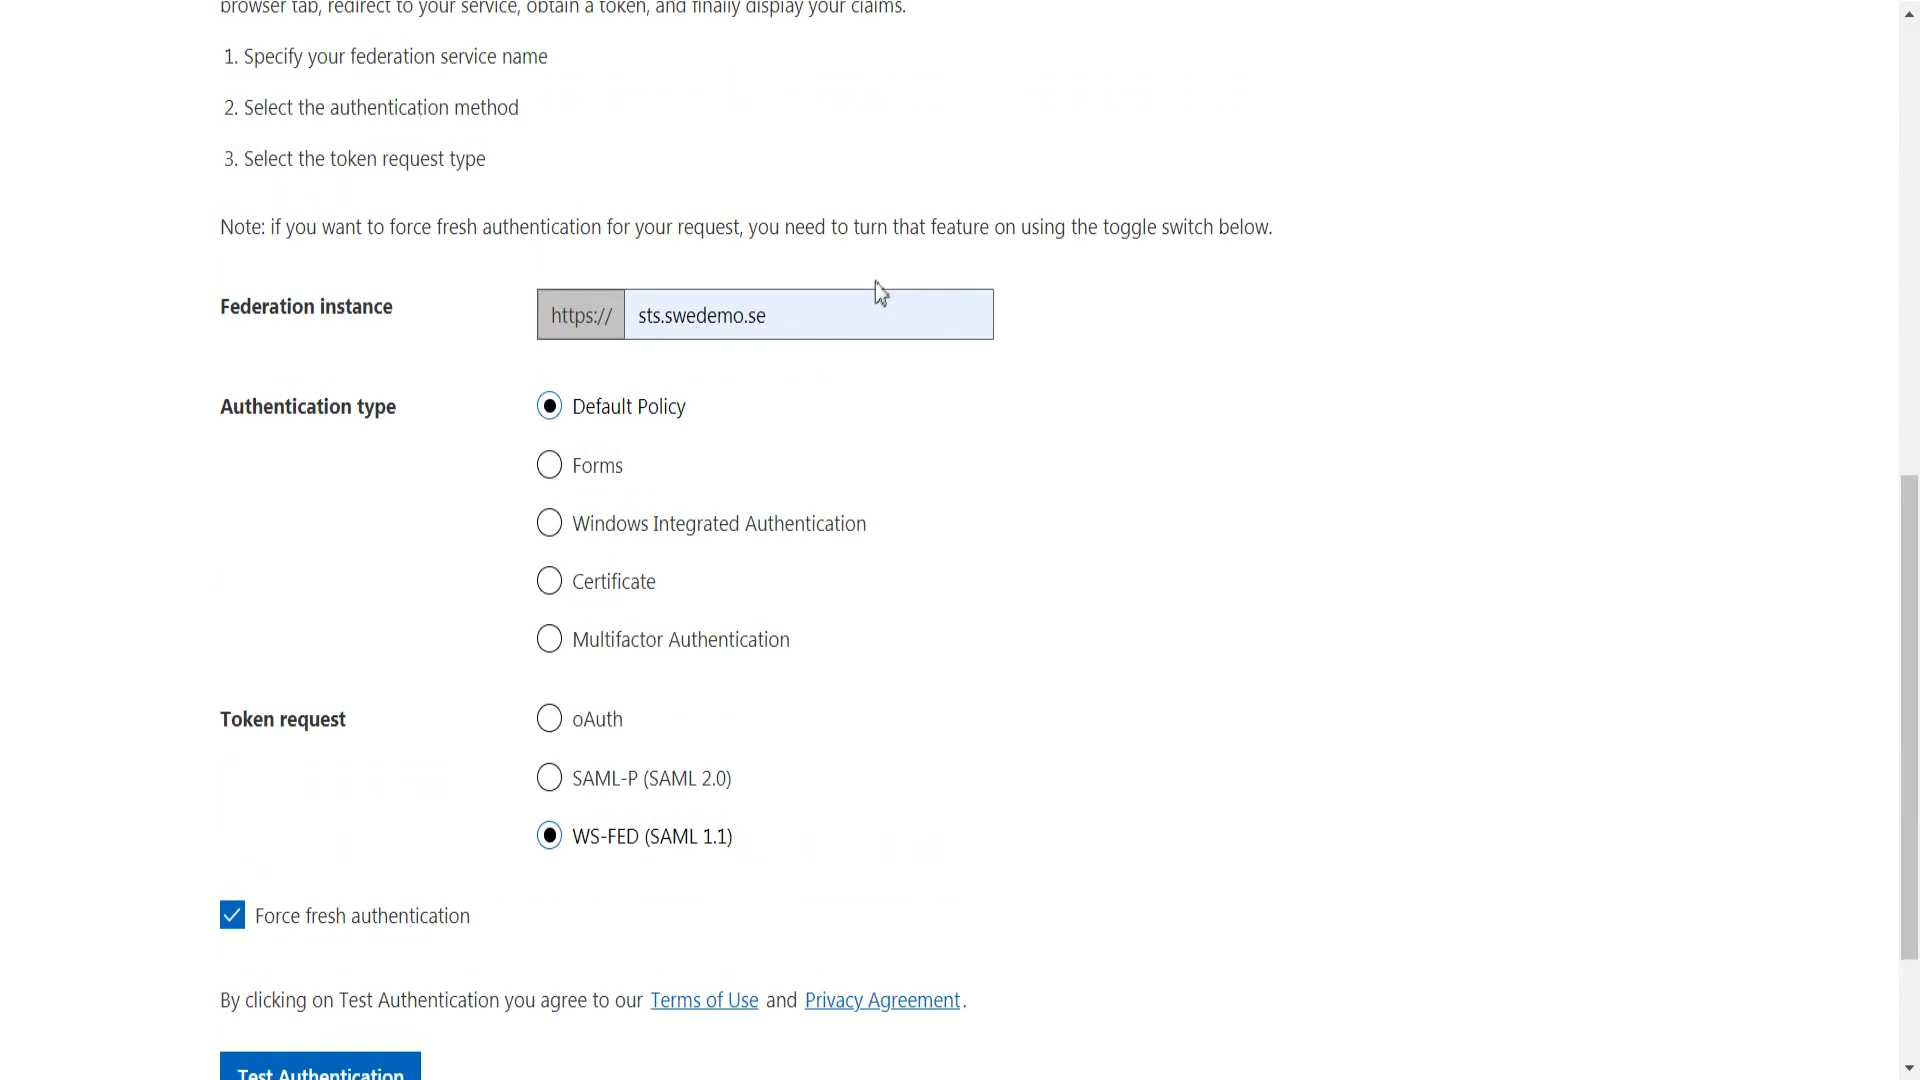 browser tab, redirect to your service, obtain a token, and finally display your claims.
1. Specify your federation service name
2. Select the authentication method
3. Select the token request type
Note: if you want to force fresh authentication for your request, you need to turn that feature on using the toggle switch below.
Federation instance https:// sts.swedemo.se
Authentication type Default Policy
Forms
Windows Integrated Authentication
Certificate
Multifactor Authentication
Token request oAuth
SAML-P (SAML 2.0)
WS-FED (SAML 1.1)
Force fresh authentication
By clicking on Test Authentication you agree to our Terms of Use and Privacy Agreement.
Test Authentication